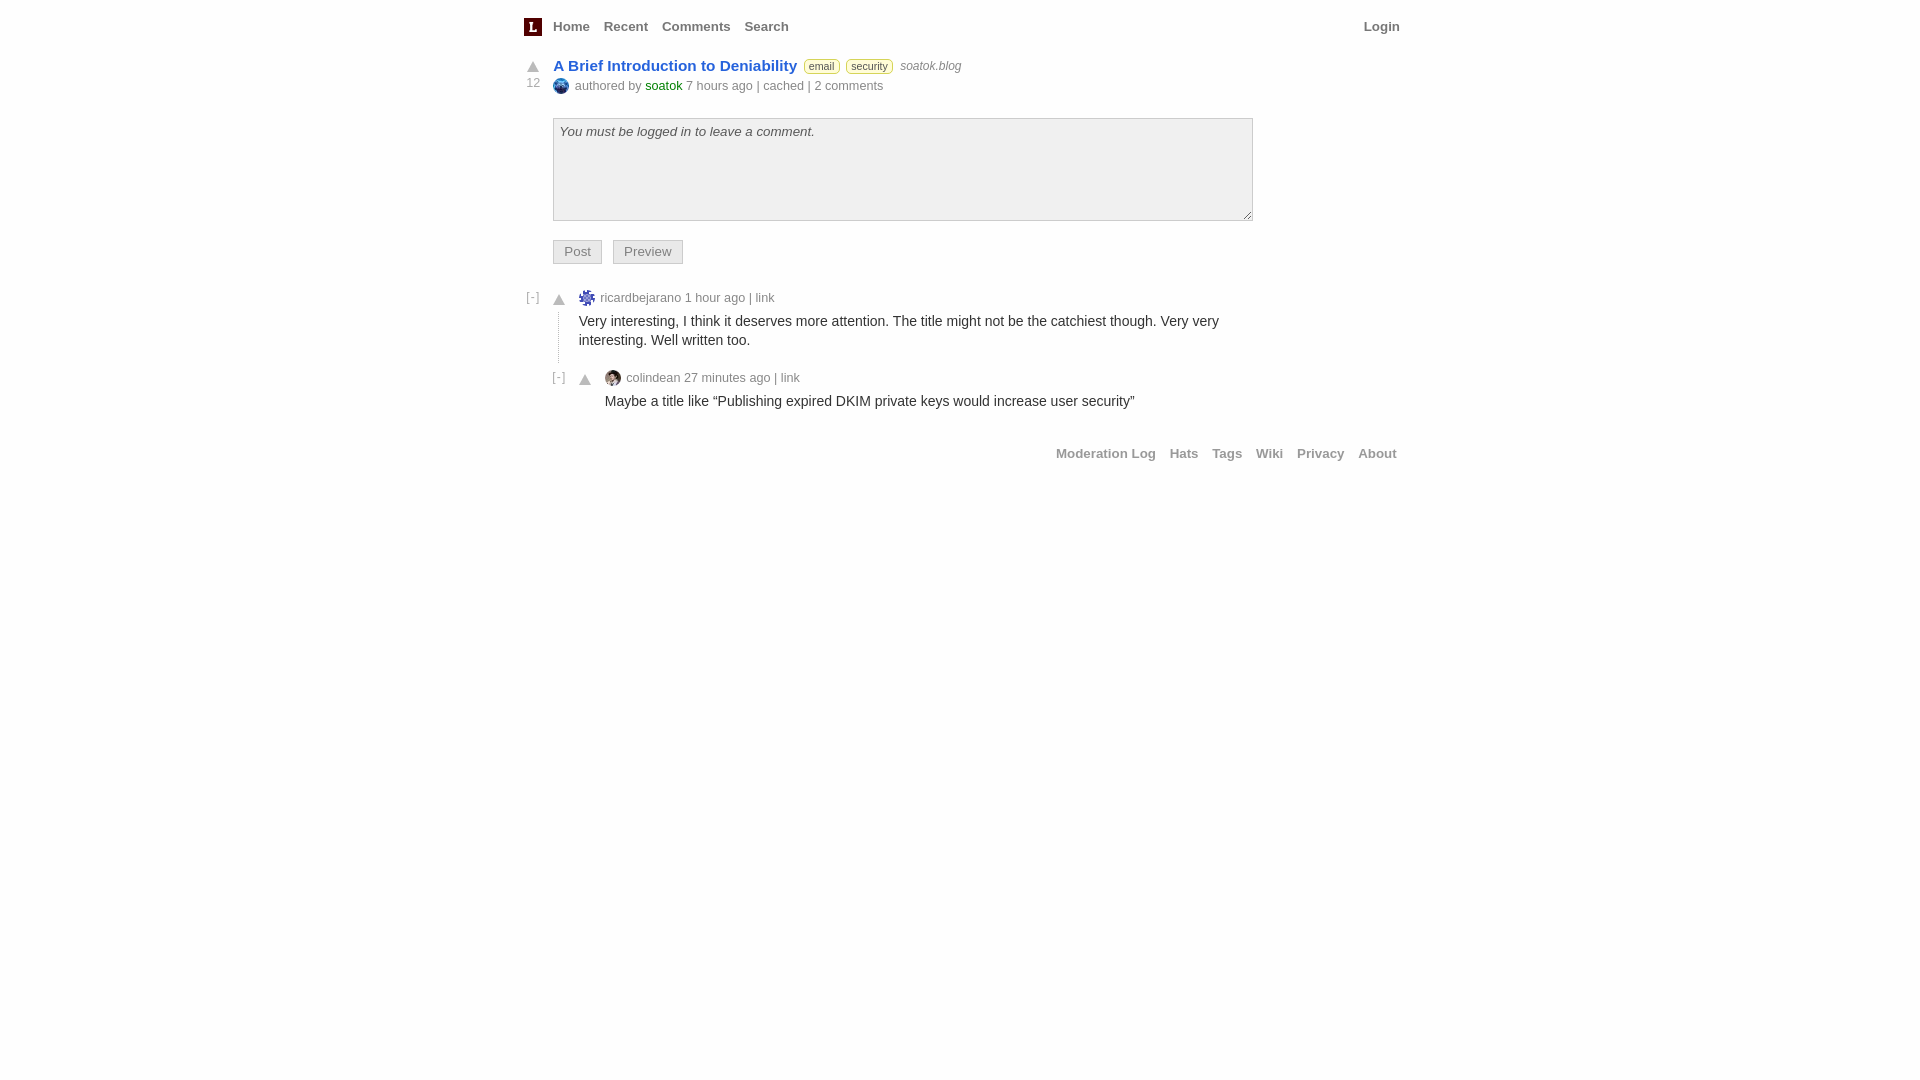 L Home Recent Comments Search Login
A Brief Introduction to Deniability email security soatok.blog
12
authored by soatok 7 hours ago | cached | 2 comments
You must be logged in to leave a comment.
Post Preview
[-] ricardbejarano 1 hour ago | link
Very interesting, I think it deserves more attention. The title might not be the catchiest though. Very very
interesting. Well written too.
[-] colindean 27 minutes ago | link
Maybe a title like “Publishing expired DKIM private keys would increase user security”
Moderation Log Hats Tags Wiki Privacy About